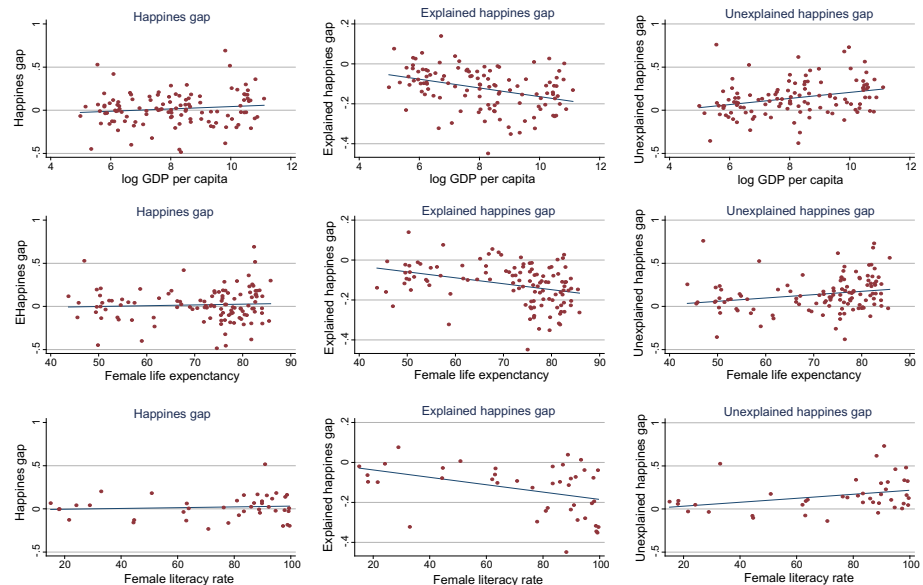 Happines gap
Happines gap
-.5 0 .5 1
4 6 8 10 12
log GDP per capita
Explained happines gap
Explained happines gap
-.4 -.2 0 .2
4 6 8 10 12
log GDP per capita
Unexplained happines gap
Unexplained happines gap
-.5 0 .5 1
4 6 8 10 12
log GDP per capita
Happines gap
EHappines gap
-.5 0 .5 1
40 50 60 70 80 90
Female life expenctancy
Explained happines gap
Explained happines gap
-.4 -.2 0 .2
40 50 60 70 80 90
Female life expenctancy
Unexplained happines gap
Unexplained happines gap
-.5 0 .5 1
40 50 60 70 80 90
Female life expenctancy
Happines gap
Happines gap
-.5 0 .5 1
20 40 60 80 100
Female literacy rate
Explained happines gap
Explained happines gap
-.4 -.2 0 .2
20 40 60 80 100
Female literacy rate
Unexplained happines gap
Unexplained happines gap
-.5 0 .5 1
20 40 60 80 100
Female literacy rate